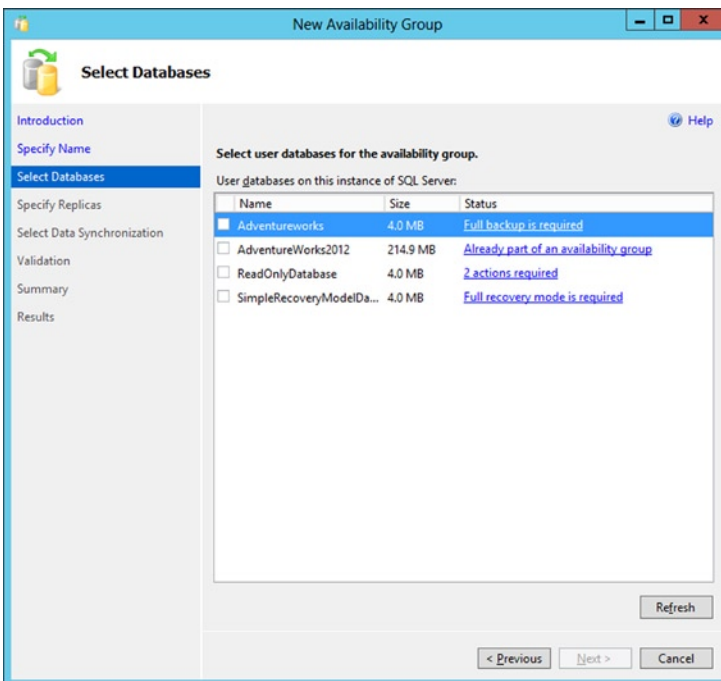 New Availability Group
Select Databases
Introduction
Help
Specify Name
Select Databases
Specify Replicas
Select Data Synchronization
Validation
Summary
Results
Select user databases for the availability group.
User databases on this instance of SQL Server:
Name Size Status
Adventureworks 4.0 MB Full backup is required
AdventureWorks2012 214.9 MB Already part of an availability group
ReadOnlyDatabase 4.0 MB 2 actions required
SimpleRecoveryModelDa... 4.0 MB Full recovery mode is required
Refresh
< Previous Next > Cancel